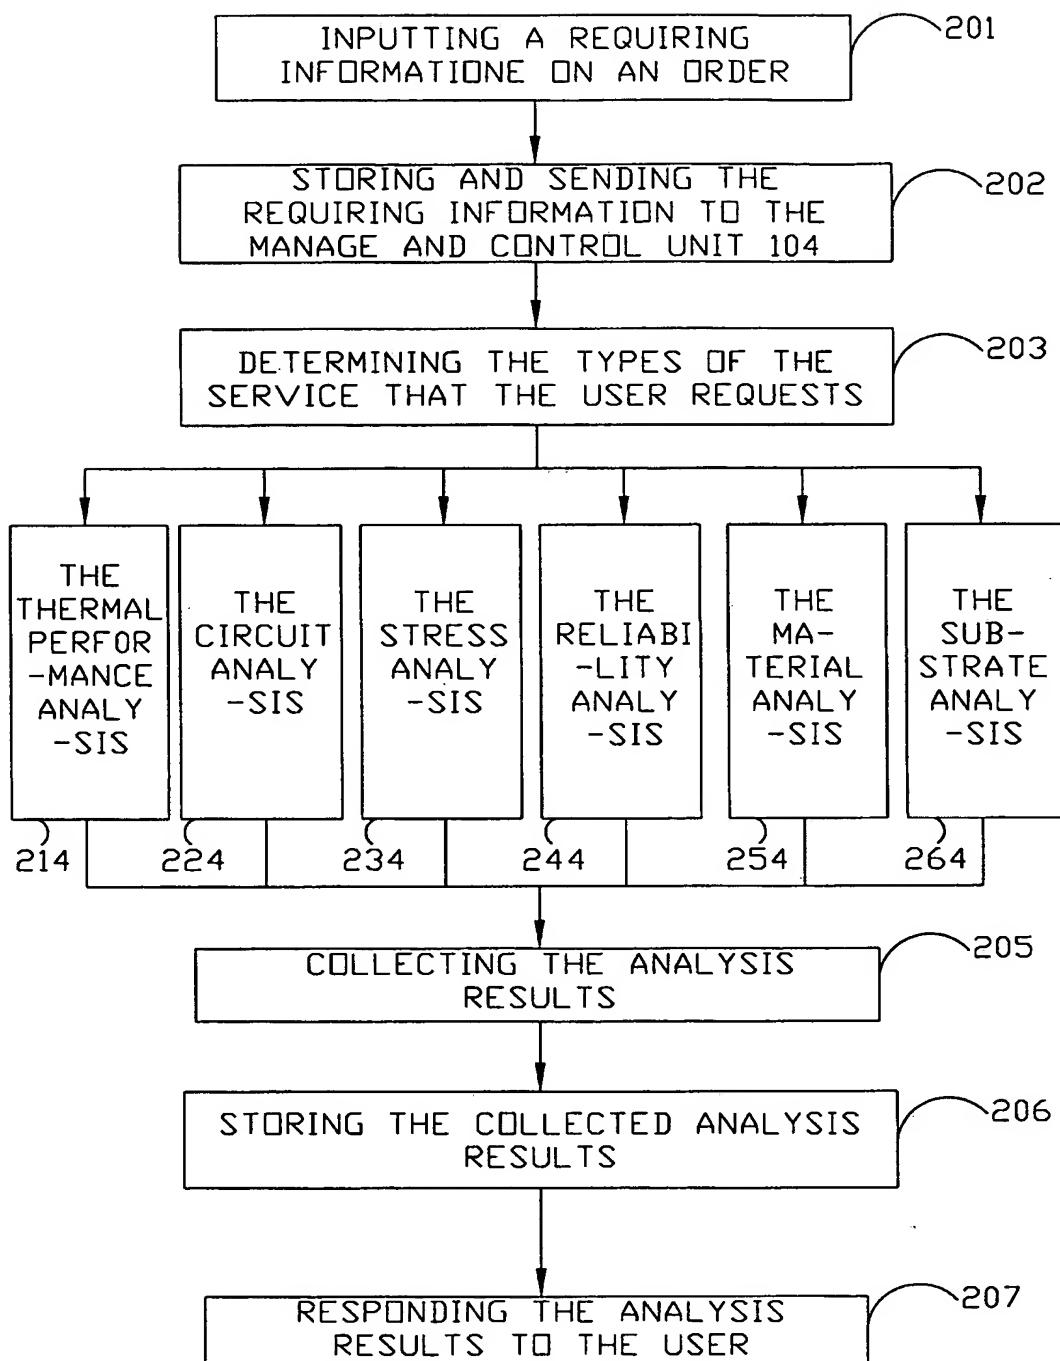 INPUTTING A REQUIRING
INFORMATIONE ON AN ORDER
201
STORING AND SENDING THE
REQUIRING INFORMATION TO THE
MANAGE AND CONTROL UNIT 104
202
DETERMINING THE TYPES OF THE
SERVICE THAT THE USER REQUESTS
203
THE
THERMAL
PERFOR
-MANCE
ANALY
-SIS
214
THE
CIRCUIT
ANALY
-SIS
224
THE
STRESS
ANALY
-SIS
234
THE
RELIABI
-LITY
ANALY
-SIS
244
THE
MA-
TERIAL
ANALY
-SIS
254
THE
SUB-
STRATE
ANALY
-SIS
264
COLLECTING THE ANALYSIS
RESULTS
205
STORING THE COLLECTED ANALYSIS
RESULTS
206
RESPONDING THE ANALYSIS
RESULTS TO THE USER
207